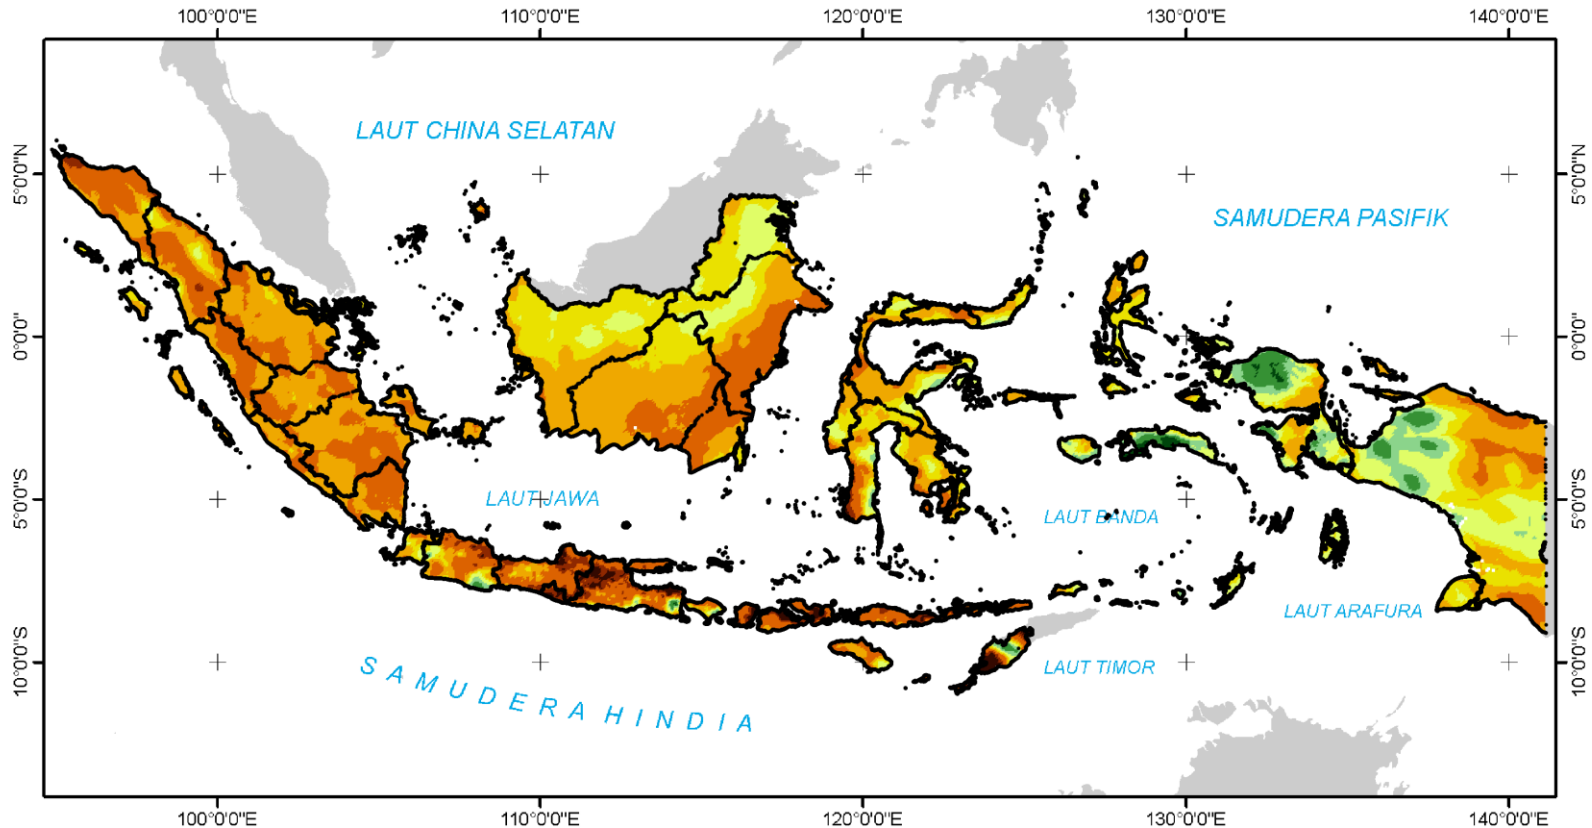 100°0'0"E 110°0'0"E 120°0'0"E 130°0'0"E 140°0'0"E
LAUT CHINA SELATAN
5°0'0"N 5°0'0"N
SAMUDERA PASIFIK
0°0'0" 0°0'0"
LAUT JAWA
5°0'0"S 5°0'0"S
LAUT BANDA
LAUT ARAFURA
10°0'0"S 10°0'0"S
LAUT TIMOR
SAMUDERA HINDIA
100°0'0"E 110°0'0"E 120°0'0"E 130°0'0"E 140°0'0"E